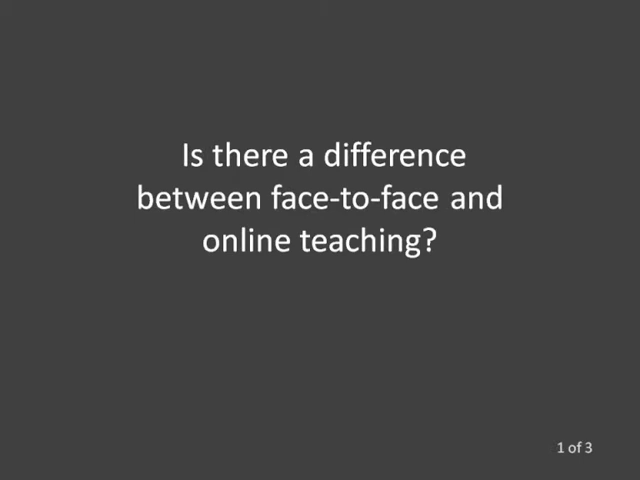 Is there a difference
between face-to-face and
online teaching?
1 of 3